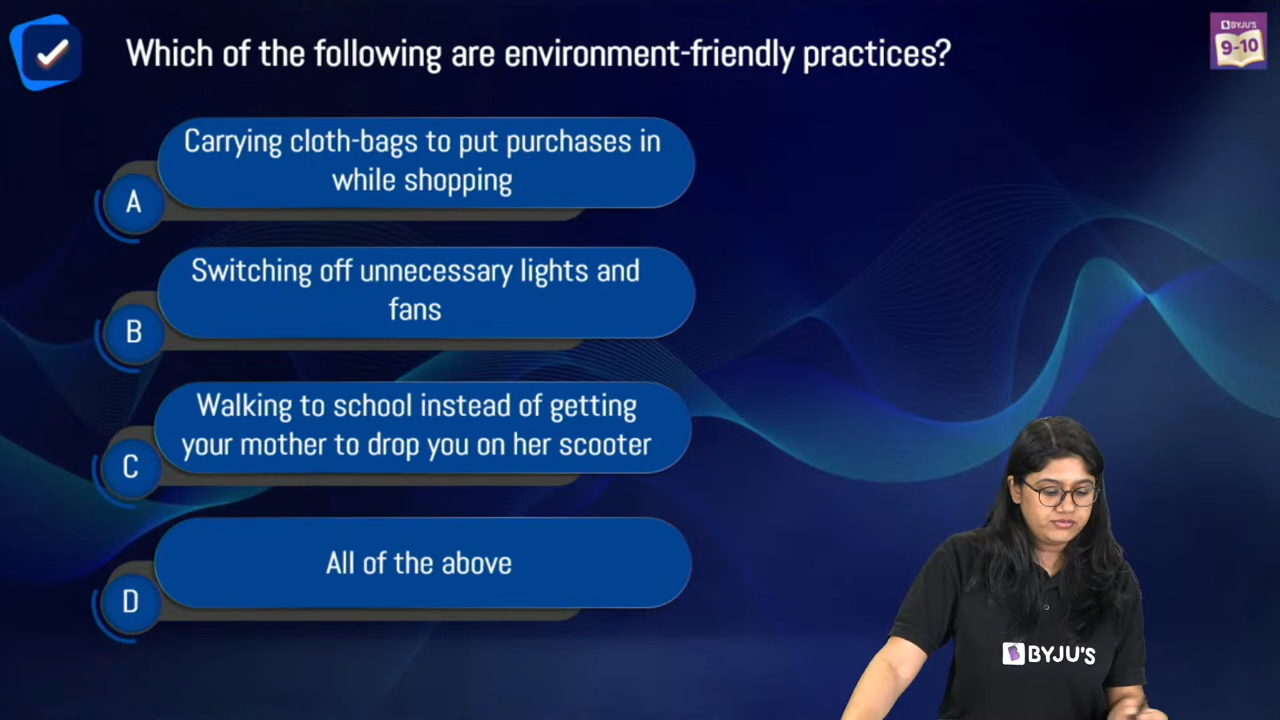 Which of the following are environment-friendly practices?
BYJU'S
9-10
Carrying cloth-bags to put purchases in
while shopping
A
Switching off unnecessary lights and
fans
B
Walking to school instead of getting
your mother to drop you on her scooter
C
All of the above
D
BYJU'S